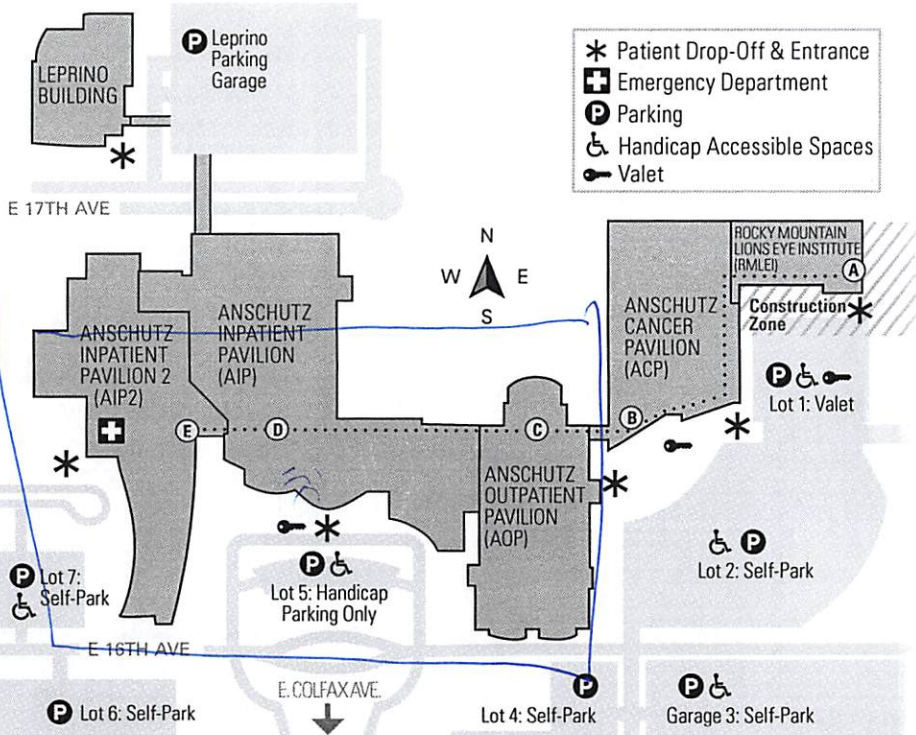 LEPRINO
BUILDING
P Leprino
Parking
Garage
Patient Drop-Off & Entrance
Emergency Department
P Parking
Handicap Accessible Spaces
Valet
E 17TH AVE
N
W E
S
ROCKY MOUNTAIN
LIONS EYE INSTITUTE
(RMLEI)
A
Construction
Zone
ANSCHUTZ
INPATIENT
PAVILION 2
(AIP2)
ANSCHUTZ
INPATIENT
PAVILION
(AIP)
ANSCHUTZ
CANCER
PAVILION
(ACP)
P
Lot 1: Valet
E
D
C
B
ANSCHUTZ
OUTPATIENT
PAVILION
(AOP)
P
Lot 2: Self-Park
P Lot 7:
Self-Park
P
Lot 5: Handicap
Parking Only
E 16TH AVE
E. COLFAX AVE.
P Lot 6: Self-Park
P
Lot 4: Self-Park
P
Garage 3: Self-Park